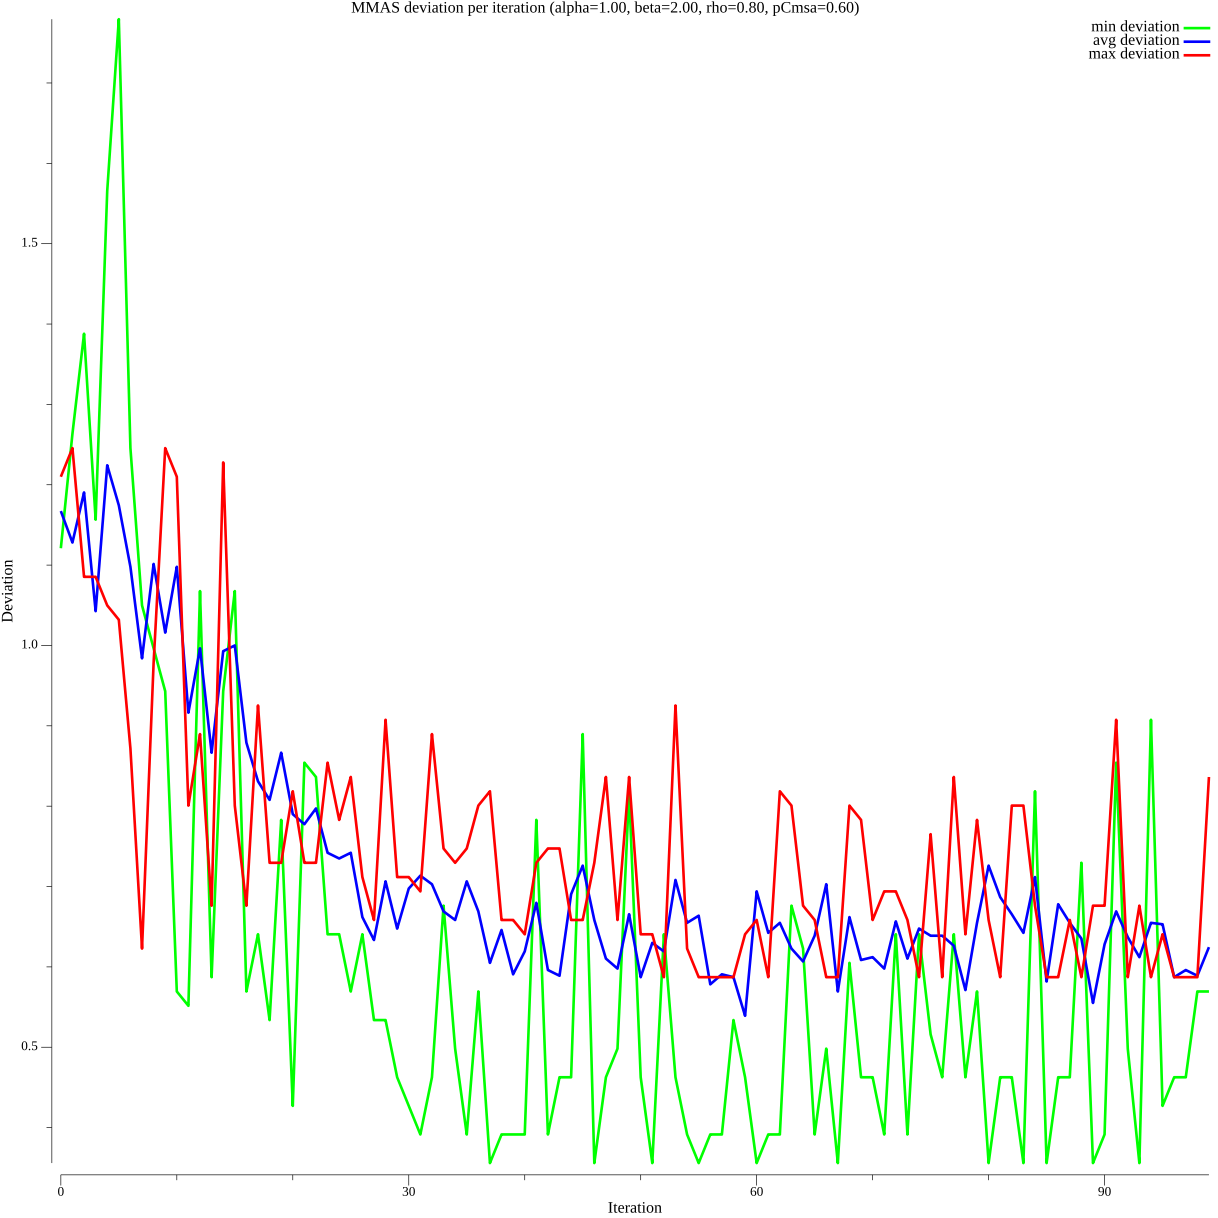 MMAS deviation per iteration (alpha=1.00, beta=2.00, rho=0.80, pCmsa=0.60)
min deviation
avg deviation
max deviation
1.5
1.0
0.5
Deviation
0 30 60 90
Iteration